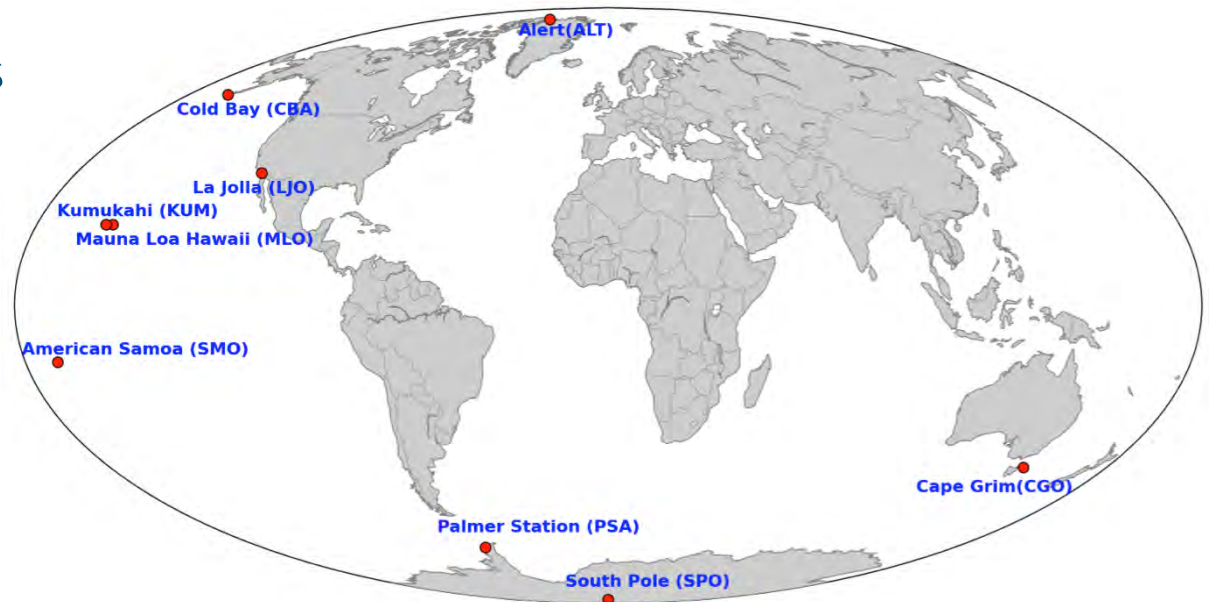 s
Alert(ALT)
Cold Bay (CBA)
La Jolla (LJO)
Kumukahi (KUM)
Mauna Loa Hawaii (MLO)
American Samoa (SMO)
Cape Grim(CGO)
Palmer Station (PSA)
South Pole (SPO)